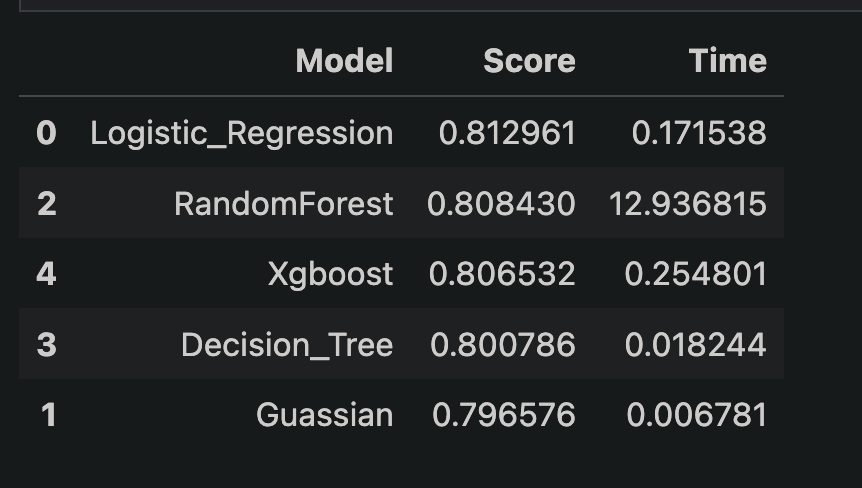 Model Score Time
0 Logistic_Regression 0.812961 0.171538
2 RandomForest 0.808430 12.936815
4 Xgboost 0.806532 0.254801
3 Decision_Tree 0.800786 0.018244
1 Guassian 0.796576 0.006781